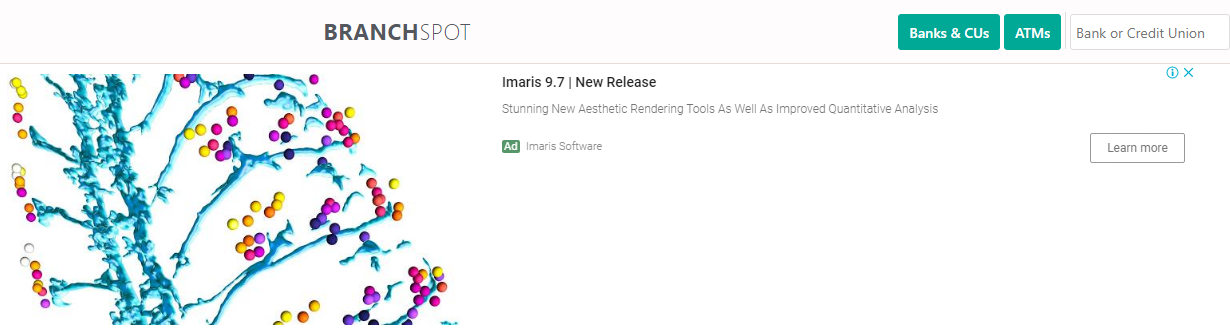 BRANCHSPOT
Banks & CUs
ATMs
Bank or Credit Union
Imaris 9.7 | New Release
Stunning New Aesthetic Rendering Tools As Well As Improved Quantitative Analysis
Ad Imaris Software
Learn more